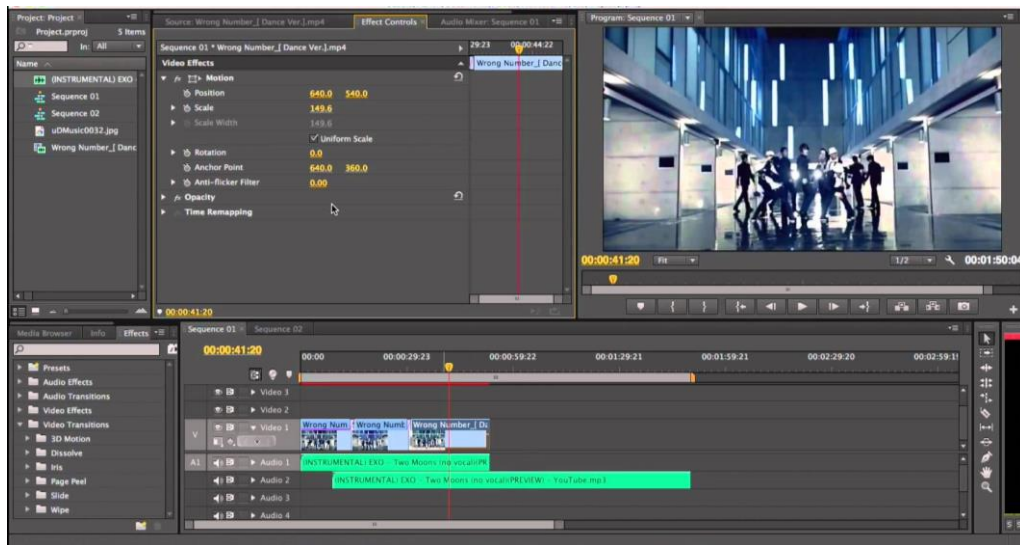 Project: Project
Project.prproj
5 Items
In: All
Name
(INSTRUMENTAL) EXO
Sequence 01
Sequence 02
uDMusic0032.jpg
Wrong Number_[ Danc
Source: Wrong Number_[ Dance Ver.].mp4
Effect Controls
Audio Mixer: Sequence 01
Sequence 01 * Wrong Number_[ Dance Ver.].mp4
29:23
00:00:44:22
Video Effects
Wrong Number_[ Danc
fx Motion
Position 640.0 540.0
Scale 149.6
Scale Width 149.6
Uniform Scale
Rotation 0.0
Anchor Point 640.0 360.0
Anti-flicker Filter 0.00
fx Opacity
Time Remapping
00:00:41:20
Program: Sequence 01
00:00:41:20
Fit
1/2
00:01:50:04
Media Browser
Info
Effects
Presets
Audio Effects
Audio Transitions
Video Effects
Video Transitions
3D Motion
Dissolve
Iris
Page Peel
Slide
Wipe
Sequence 01
Sequence 02
00:00:41:20
00:00 00:00:29:23 00:00:59:22 00:01:29:21 00:01:59:21 00:02:29:20 00:02:59:19
Video 3
Video 2
V Video 1
Wrong Num
Wrong Numb
Wrong Number_[ Da
A1 Audio 1
(INSTRUMENTAL) EXO - Two Moons (no vocal)(PR
Audio 2
(INSTRUMENTAL) EXO - Two Moons (no vocal)(PREVIEW) - YouTube.mp3
Audio 3
Audio 4
S S